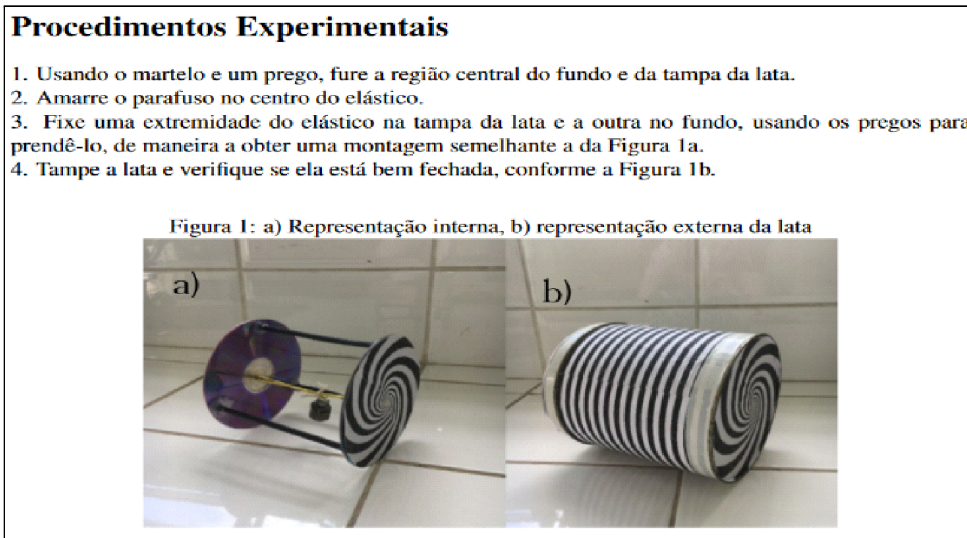 Procedimentos Experimentais
1. Usando o martelo e um prego, fure a região central do fundo e da tampa da lata.
2. Amarre o parafuso no centro do elástico.
3. Fixe uma extremidade do elástico na tampa da lata e a outra no fundo, usando os pregos para
prendê-lo, de maneira a obter uma montagem semelhante a da Figura 1a.
4. Tampe a lata e verifique se ela está bem fechada, conforme a Figura 1b.
Figura 1: a) Representação interna, b) representação externa da lata
a)
b)